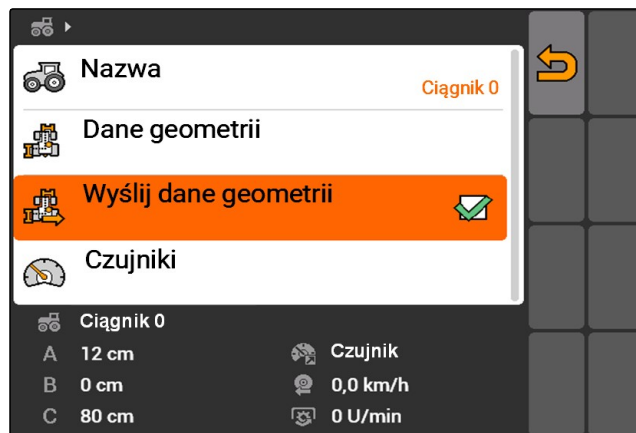 Nazwa
Ciągnik 0
Dane geometrii
Wyślij dane geometrii
Czujniki
Ciągnik 0
A 12 cm Czujnik
B 0 cm 0,0 km/h
C 80 cm 0 U/min